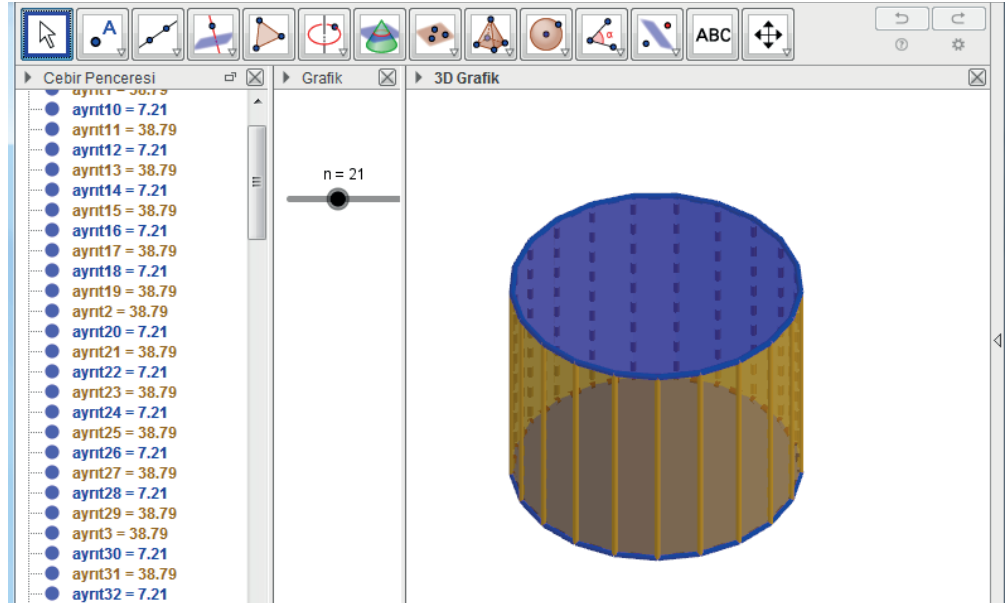 A
α
ABC
Cebir Penceresi
Grafik
3D Grafik
ayrıt1 = 38.79
ayrıt10 = 7.21
ayrıt11 = 38.79
ayrıt12 = 7.21
ayrıt13 = 38.79
ayrıt14 = 7.21
ayrıt15 = 38.79
ayrıt16 = 7.21
ayrıt17 = 38.79
ayrıt18 = 7.21
ayrıt19 = 38.79
ayrıt2 = 38.79
ayrıt20 = 7.21
ayrıt21 = 38.79
ayrıt22 = 7.21
ayrıt23 = 38.79
ayrıt24 = 7.21
ayrıt25 = 38.79
ayrıt26 = 7.21
ayrıt27 = 38.79
ayrıt28 = 7.21
ayrıt29 = 38.79
ayrıt3 = 38.79
ayrıt30 = 7.21
ayrıt31 = 38.79
ayrıt32 = 7.21
n = 21